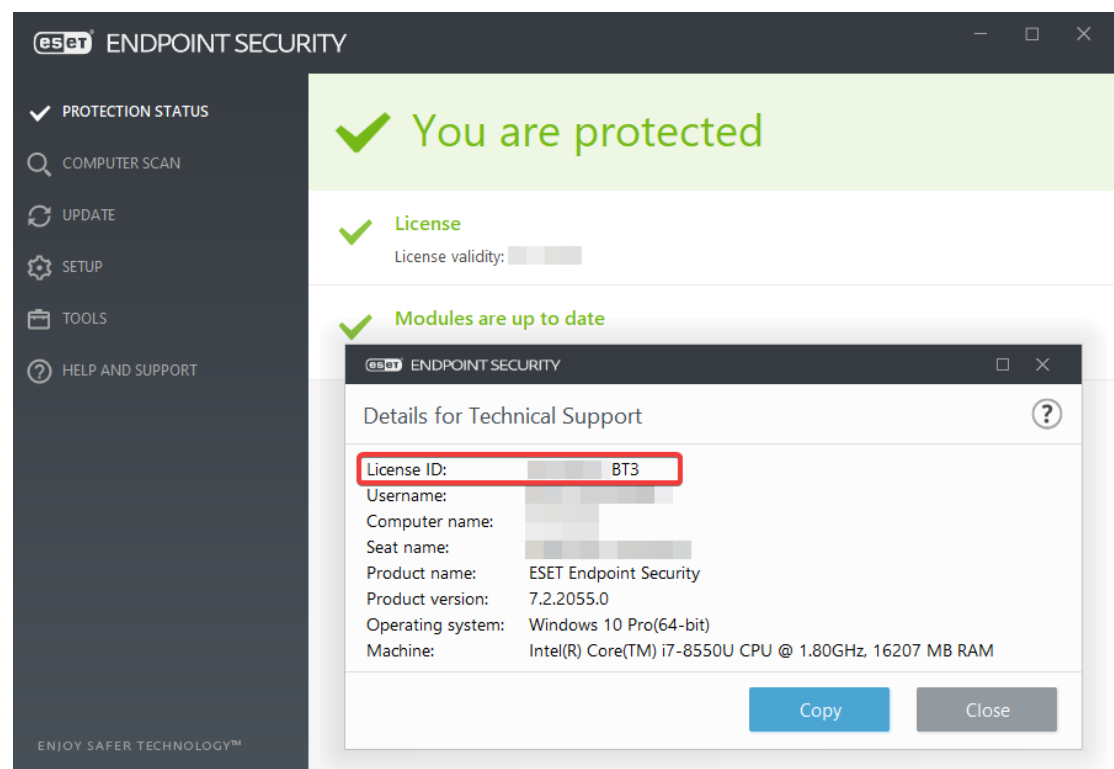 eset ENDPOINT SECURITY
PROTECTION STATUS
COMPUTER SCAN
UPDATE
SETUP
TOOLS
HELP AND SUPPORT
ENJOY SAFER TECHNOLOGY™
You are protected
License
License validity:
Modules are up to date
eset ENDPOINT SECURITY
Details for Technical Support
?
License ID: BT3
Username:
Computer name:
Seat name:
Product name: ESET Endpoint Security
Product version: 7.2.2055.0
Operating system: Windows 10 Pro(64-bit)
Machine: Intel(R) Core(TM) i7-8550U CPU @ 1.80GHz, 16207 MB RAM
Copy Close